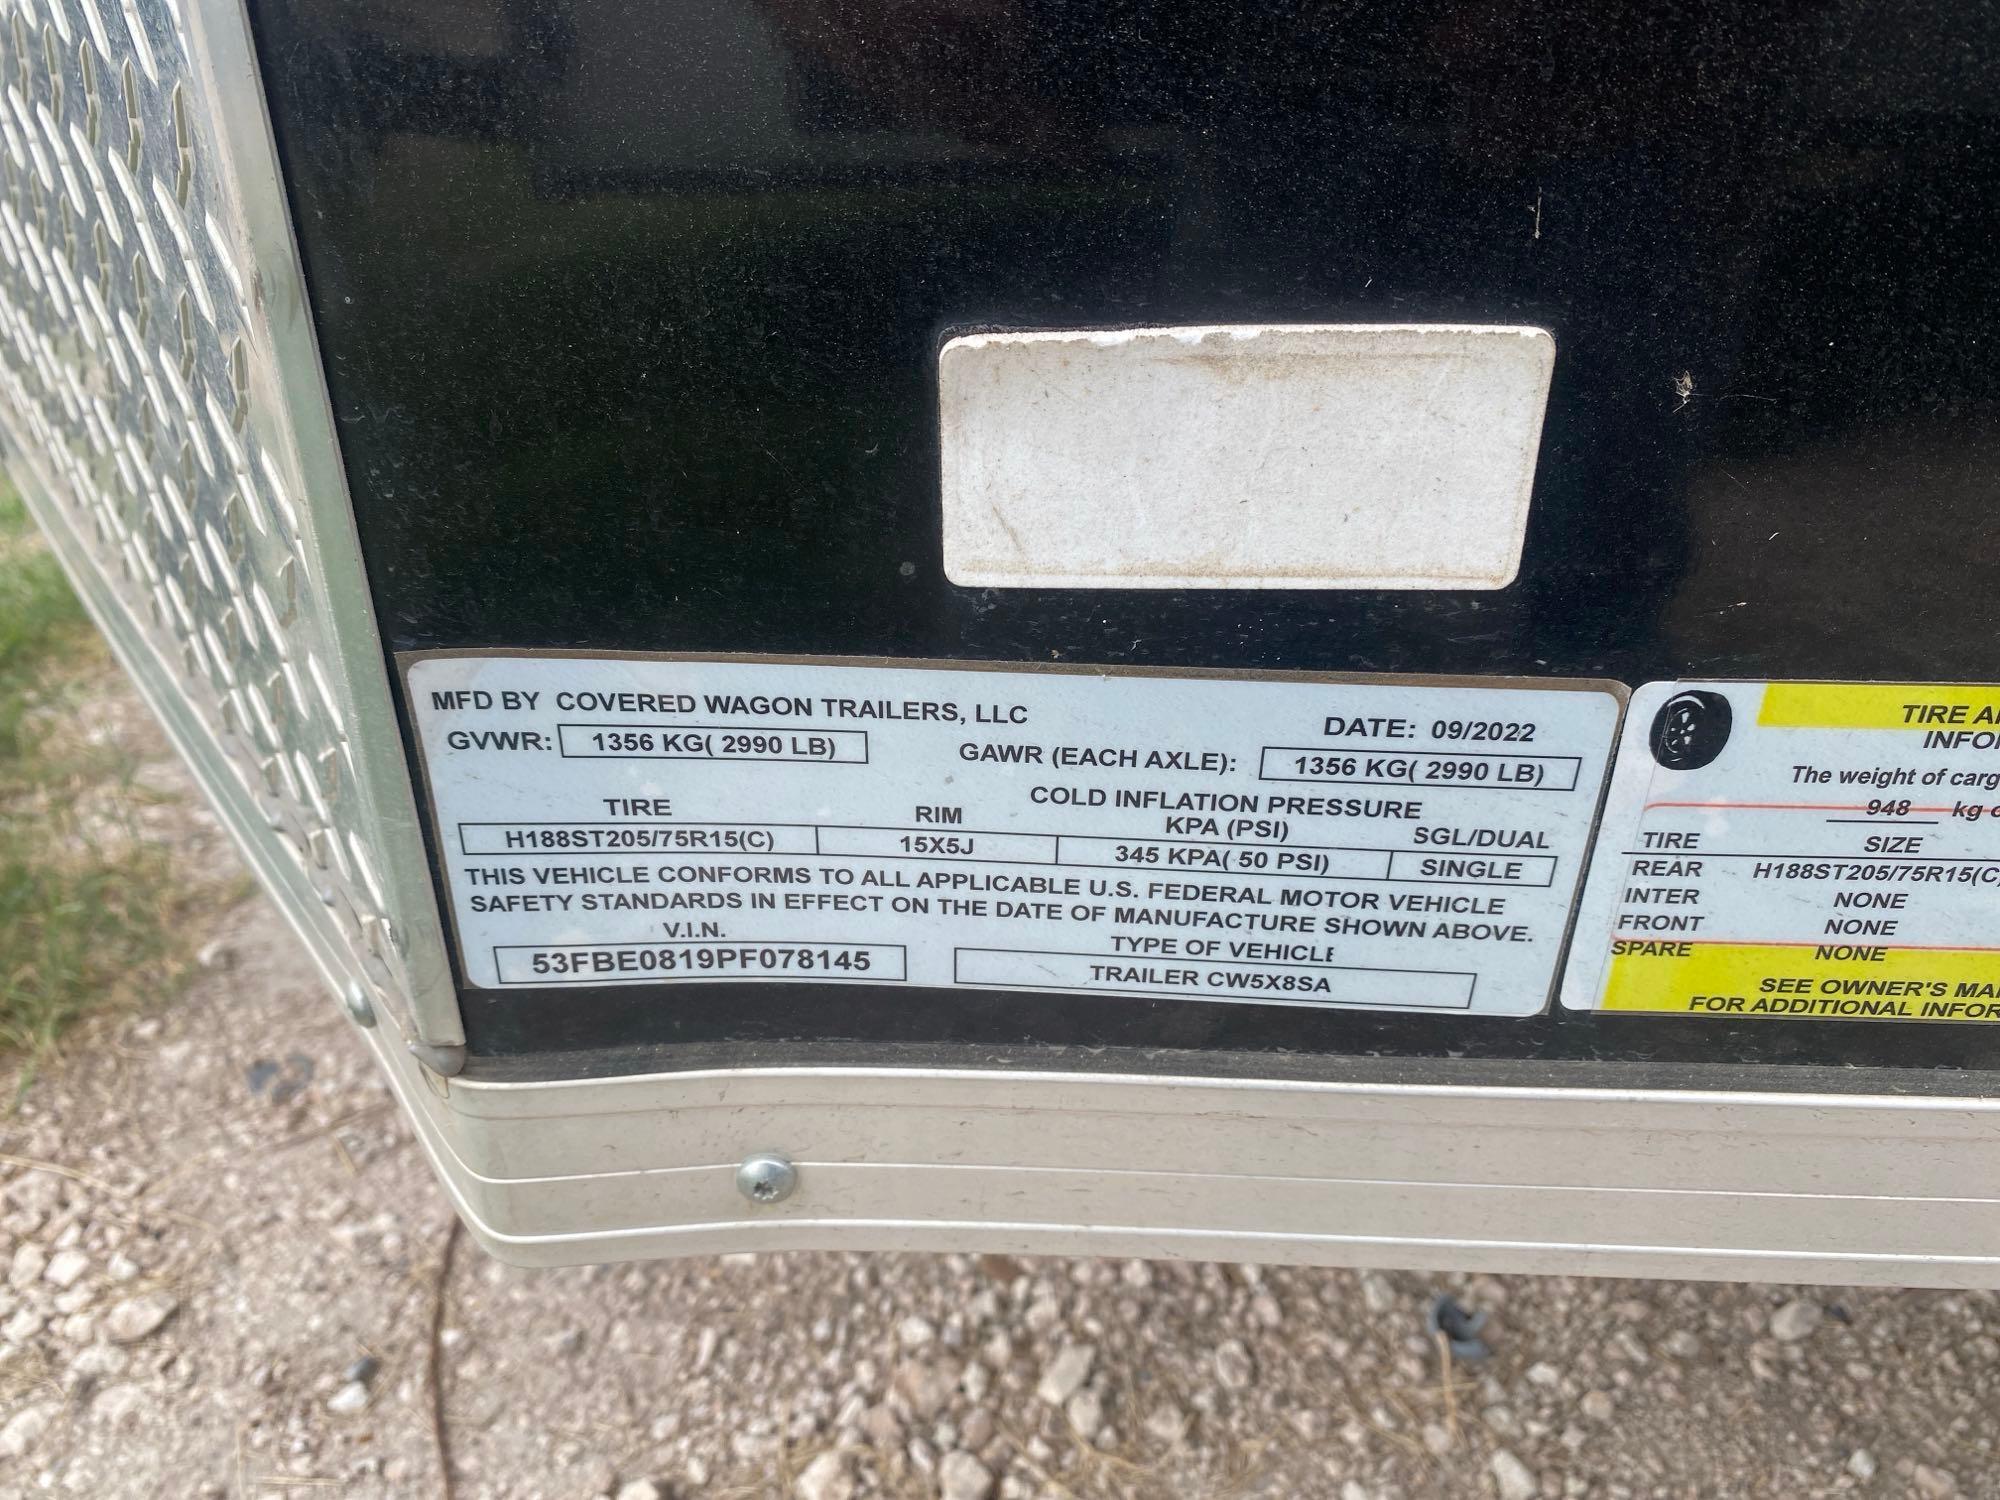 MFD BY COVERED WAGON TRAILERS, LLC
DATE: 09/2022
GVWR: 1356 KG( 2990 LB)
GAWR (EACH AXLE): 1356 KG( 2990 LB)
COLD INFLATION PRESSURE
TIRE RIM KPA (PSI) SGL/DUAL
H188ST205/75R15(C) 15X5J 345 KPA( 50 PSI) SINGLE
THIS VEHICLE CONFORMS TO ALL APPLICABLE U.S. FEDERAL MOTOR VEHICLE
SAFETY STANDARDS IN EFFECT ON THE DATE OF MANUFACTURE SHOWN ABOVE.
V.I.N. TYPE OF VEHICLE
53FBE0819PF078145 TRAILER CW5X8SA
TIRE
The weight of
948 kg
TIRE SIZE
REAR H188ST205/75R15(C)
INTER NONE
FRONT NONE
SPARE NONE
SEE OWNER'S
FOR ADDITIONAL